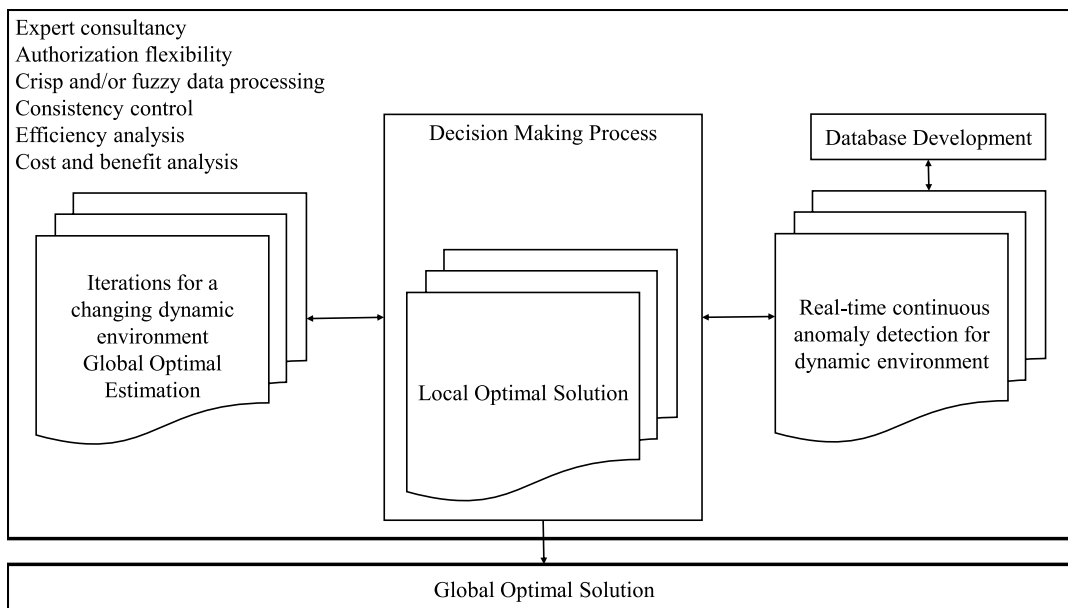 Expert consultancy
Authorization flexibility
Crisp and/or fuzzy data processing
Consistency control
Efficiency analysis
Cost and benefit analysis
Decision Making Process
Database Development
Iterations for a
changing dynamic
environment
Global Optimal
Estimation
Local Optimal Solution
Real-time continuous
anomaly detection for
dynamic environment
Global Optimal Solution